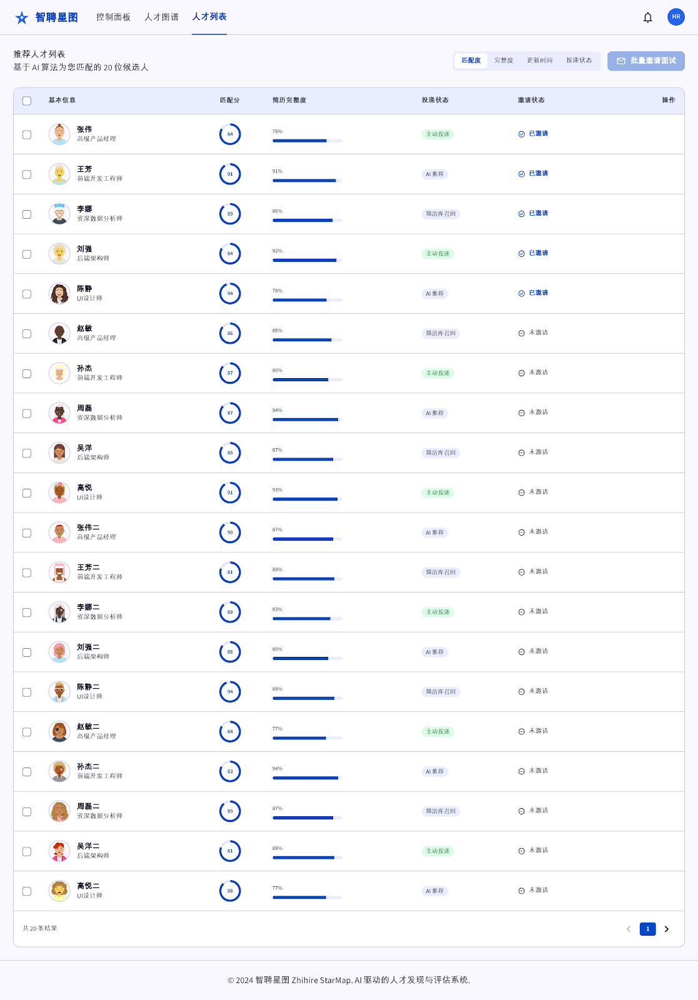 智聘星图 控制面板 人才图谱 人才列表 HR
推荐人才列表
基于 AI 算法为您匹配的 20 位候选人
匹配度 完整度 更新时间 投递状态 批量邀请面试
基本信息 匹配分 简历完整度 投递状态 邀请状态 操作
张伟
高级产品经理
84
78%
主动投递
已邀请
王芳
前端开发工程师
91
91%
AI 推荐
已邀请
李娜
资深数据分析师
89
86%
简历库召回
已邀请
刘强
后端架构师
84
92%
主动投递
已邀请
陈静
UI设计师
94
78%
AI 推荐
已邀请
赵敏
高级产品经理
86
85%
简历库召回
未邀请
孙杰
前端开发工程师
87
80%
主动投递
未邀请
周磊
资深数据分析师
87
94%
AI 推荐
未邀请
吴洋
后端架构师
85
87%
简历库召回
未邀请
高悦
UI设计师
91
93%
主动投递
未邀请
张伟二
高级产品经理
90
87%
AI 推荐
未邀请
王芳二
前端开发工程师
81
89%
简历库召回
未邀请
李娜二
资深数据分析师
89
83%
主动投递
未邀请
刘强二
后端架构师
86
80%
AI 推荐
未邀请
陈静二
UI设计师
94
89%
简历库召回
未邀请
赵敏二
高级产品经理
84
77%
主动投递
未邀请
孙杰二
前端开发工程师
83
94%
AI 推荐
未邀请
周磊二
资深数据分析师
89
87%
简历库召回
未邀请
吴洋二
后端架构师
81
89%
主动投递
未邀请
高悦二
UI设计师
88
77%
AI 推荐
未邀请
共 20 条结果 1
© 2024 智聘星图 Zhihire StarMap. AI 驱动的人才发现与评估系统.